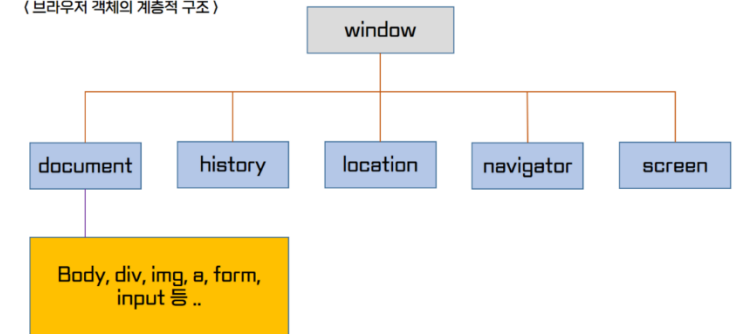 < 브라우저 객체의 계층적 구조 >
window
document
history
location
navigator
screen
Body, div, img, a, form,
input 등 ..